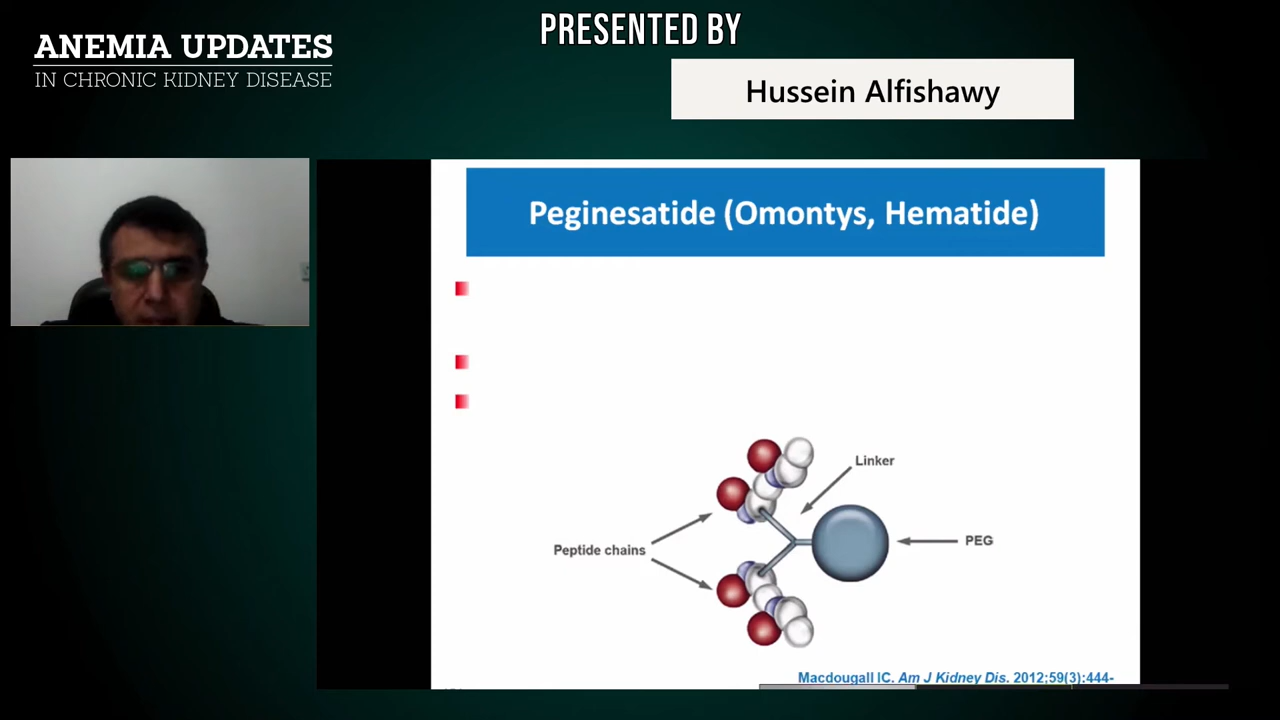 PRESENTED BY
ANEMIA UPDATES
IN CHRONIC KIDNEY DISEASE
Hussein Alfishawy
Peginesatide (Omontys, Hematide)
Linker
Peptide chains
PEG
Macdougall IC. Am J Kidney Dis. 2012;59(3):444-